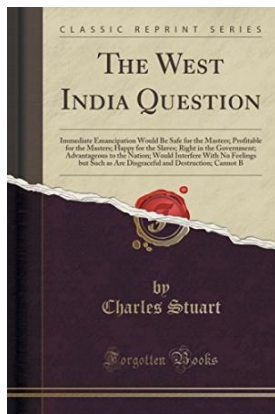 CLASSIC REPRINT SERIES
THE WEST
INDIA QUESTION
Immediate Emancipation Would Be Safe for the Masters; Profitable
for the Masters; Happy for the Slaves; Right in the Government;
Advantageous to the Nation; Would Interfere With No Feelings
but Such as Are Disgraceful and Destruction; Cannot B
by
Charles Stuart
Forgotten Books